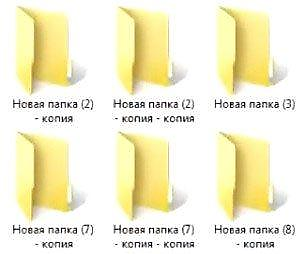 Новая папка (2)
- копия
Новая папка (2)
- копия - копия
Новая папка (3)
Новая папка (7)
- копия
Новая папка (7)
- копия - копия
Новая папка (8)
- копия